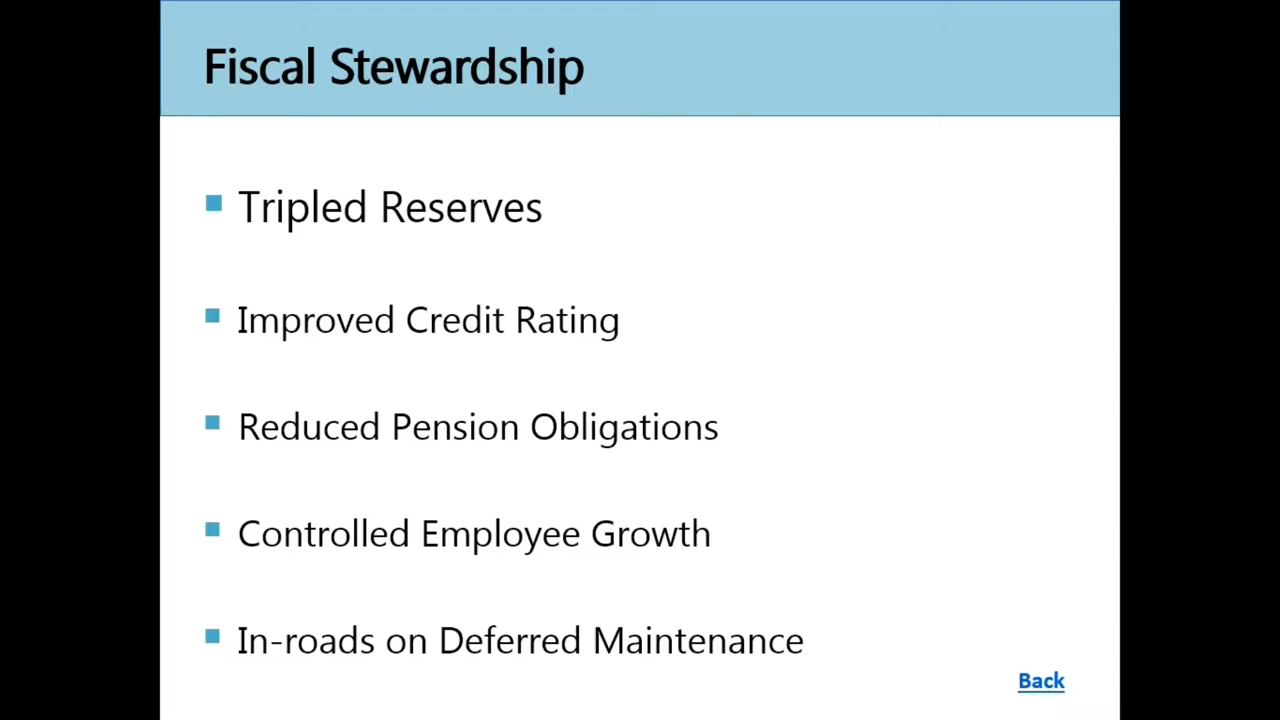 Fiscal Stewardship
Tripled Reserves
Improved Credit Rating
Reduced Pension Obligations
Controlled Employee Growth
In-roads on Deferred Maintenance
Back